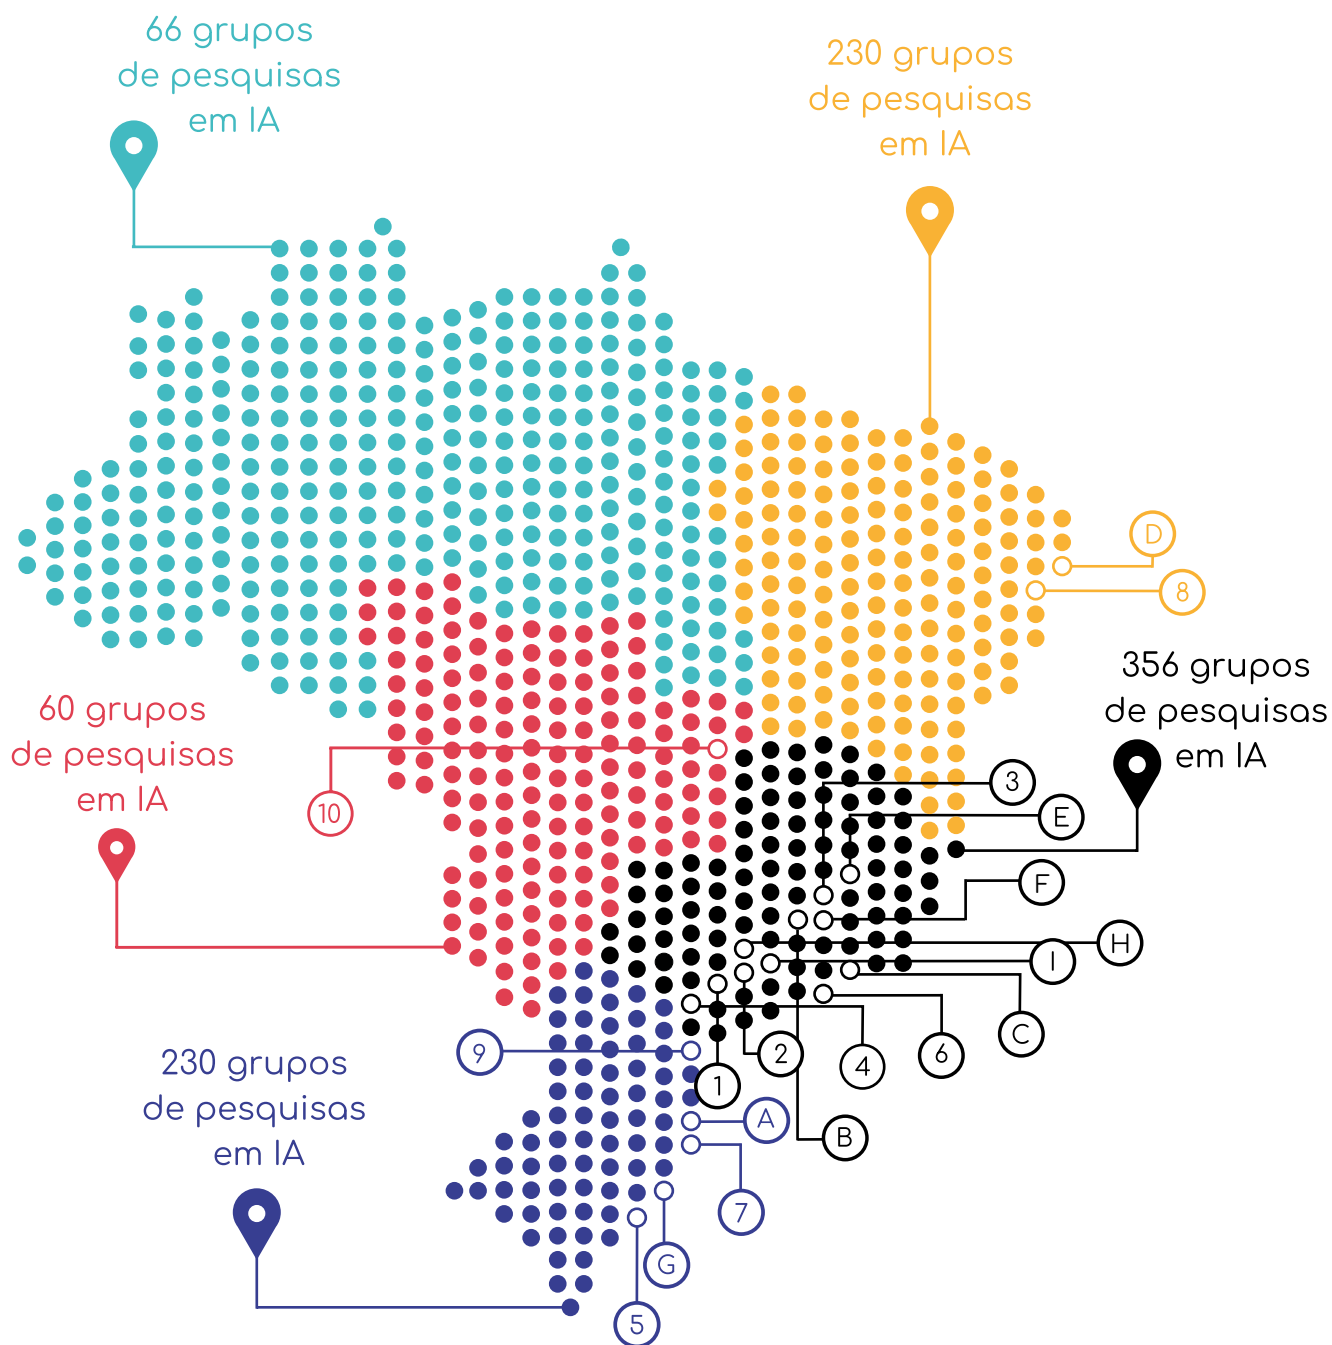 66 grupos
de pesquisas
em IA
230 grupos
de pesquisas
em IA
D
8
356 grupos
de pesquisas
em IA
60 grupos
de pesquisas
em IA
10
3
E
F
H
I
C
6
4
2
1
B
9
A
7
G
5
230 grupos
de pesquisas
em IA